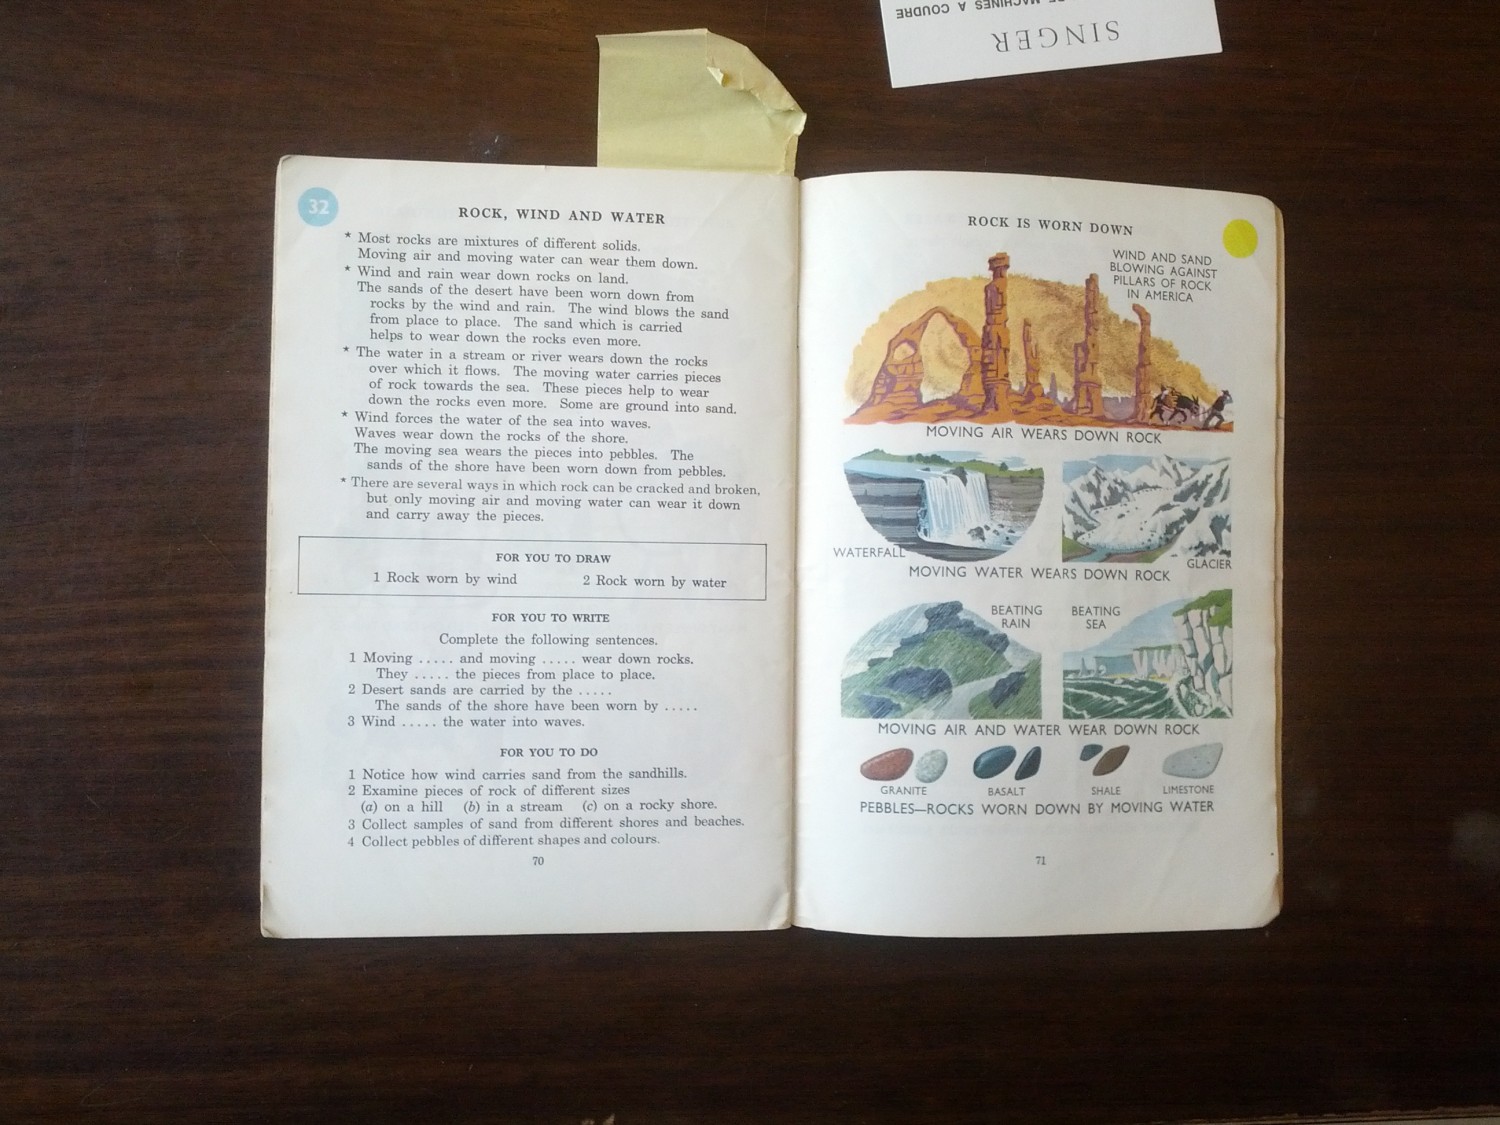 SINGER
MACHINES A COUDRE
32
ROCK, WIND AND WATER
* Most rocks are mixtures of different solids.
Moving air and moving water can wear them down.
* Wind and rain wear down rocks on land.
The sands of the desert have been worn down from
rocks by the wind and rain. The wind blows the sand
from place to place. The sand which is carried
helps to wear down the rocks even more.
* The water in a stream or river wears down the rocks
over which it flows. The moving water carries pieces
of rock towards the sea. These pieces help to wear
down the rocks even more. Some are ground into sand.
* Wind forces the water of the sea into waves.
Waves wear down the rocks of the shore.
The moving sea wears the pieces into pebbles. The
sands of the shore have been worn down from pebbles.
* There are several ways in which rock can be cracked and broken,
but only moving air and moving water can wear it down
and carry away the pieces.
FOR YOU TO DRAW
1 Rock worn by wind 2 Rock worn by water
FOR YOU TO WRITE
Complete the following sentences.
1 Moving ..... and moving ..... wear down rocks.
They ..... the pieces from place to place.
2 Desert sands are carried by the .....
The sands of the shore have been worn by .....
3 Wind ..... the water into waves.
FOR YOU TO DO
1 Notice how wind carries sand from the sandhills.
2 Examine pieces of rock of different sizes
(a) on a hill (b) in a stream (c) on a rocky shore.
3 Collect samples of sand from different shores and beaches.
4 Collect pebbles of different shapes and colours.
70
ROCK IS WORN DOWN
WIND AND SAND
BLOWING AGAINST
PILLARS OF ROCK
IN AMERICA
MOVING AIR WEARS DOWN ROCK
WATERFALL
GLACIER
MOVING WATER WEARS DOWN ROCK
BEATING
RAIN
BEATING
SEA
MOVING AIR AND WATER WEAR DOWN ROCK
GRANITE BASALT SHALE LIMESTONE
PEBBLES—ROCKS WORN DOWN BY MOVING WATER
71